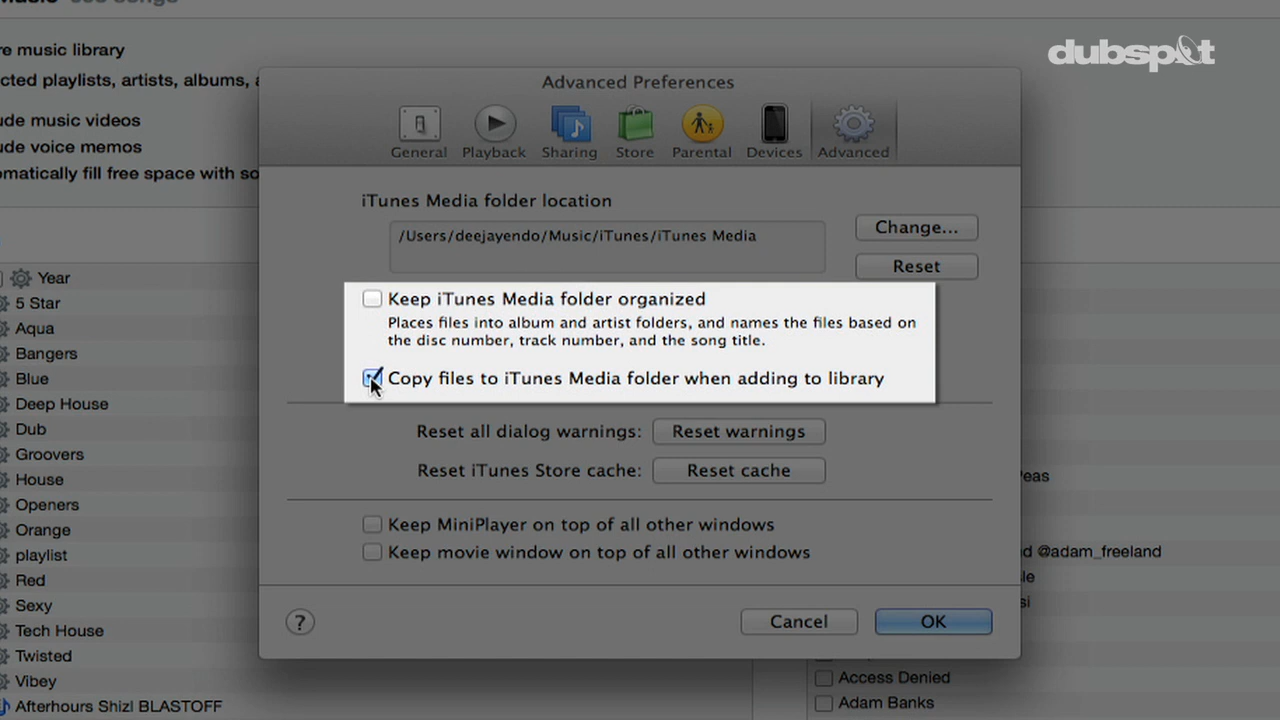 re music library
cted playlists, artists, albums,
ude music videos
ude voice memos
omatically fill free space with so
dubspot
Advanced Preferences
General Playback Sharing Store Parental Devices Advanced
iTunes Media folder location
/Users/deejayendo/Music/iTunes/iTunes Media
Change...
Reset
Keep iTunes Media folder organized
Places files into album and artist folders, and names the files based on
the disc number, track number, and the song title.
Copy files to iTunes Media folder when adding to library
Reset all dialog warnings: Reset warnings
Reset iTunes Store cache: Reset cache
Keep MiniPlayer on top of all other windows
Keep movie window on top of all other windows
? Cancel OK
Year
5 Star
Aqua
Bangers
Blue
Deep House
Dub
Groovers
House
Openers
Orange
playlist
Red
Sexy
Tech House
Twisted
Vibey
Afterhours Shizl BLASTOFF
Peas
d @adam_freeland
sle
si
Access Denied
Adam Banks